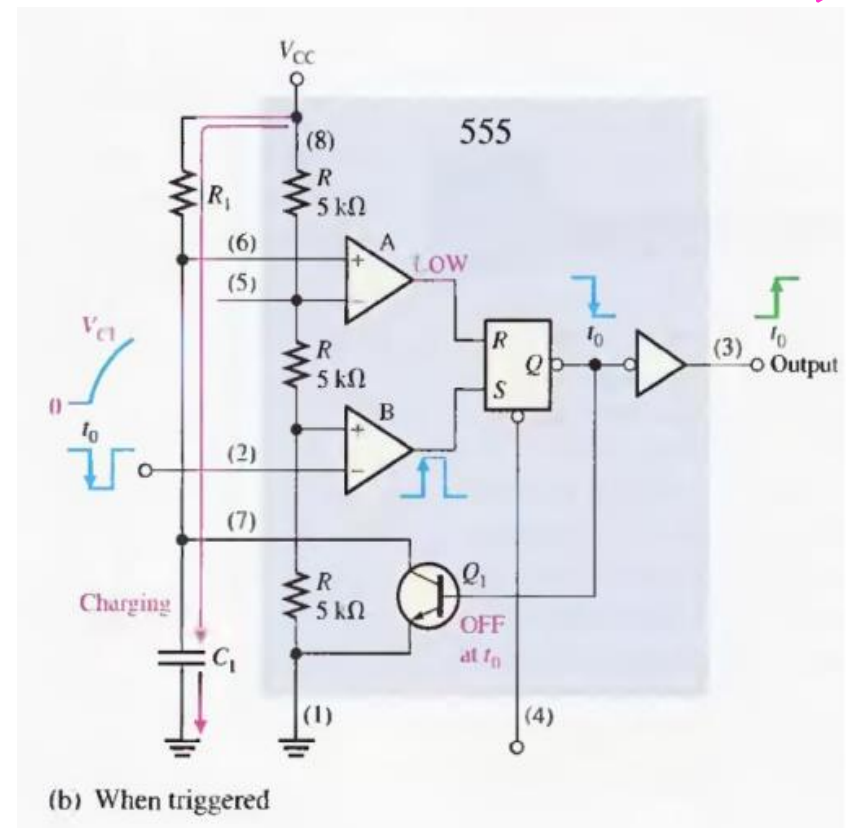 V_CC
555
(8)
R
5 kΩ
R_1
(6)
A
LOW
(5)
V_C1
R
5 kΩ
R
Q
S
t_0
(3)
t_0
Output
0
t_0
B
(2)
(7)
R
5 kΩ
Q_1
OFF
at t_0
Charging
C_1
(1)
(4)
+
−
+
−
(b) When triggered